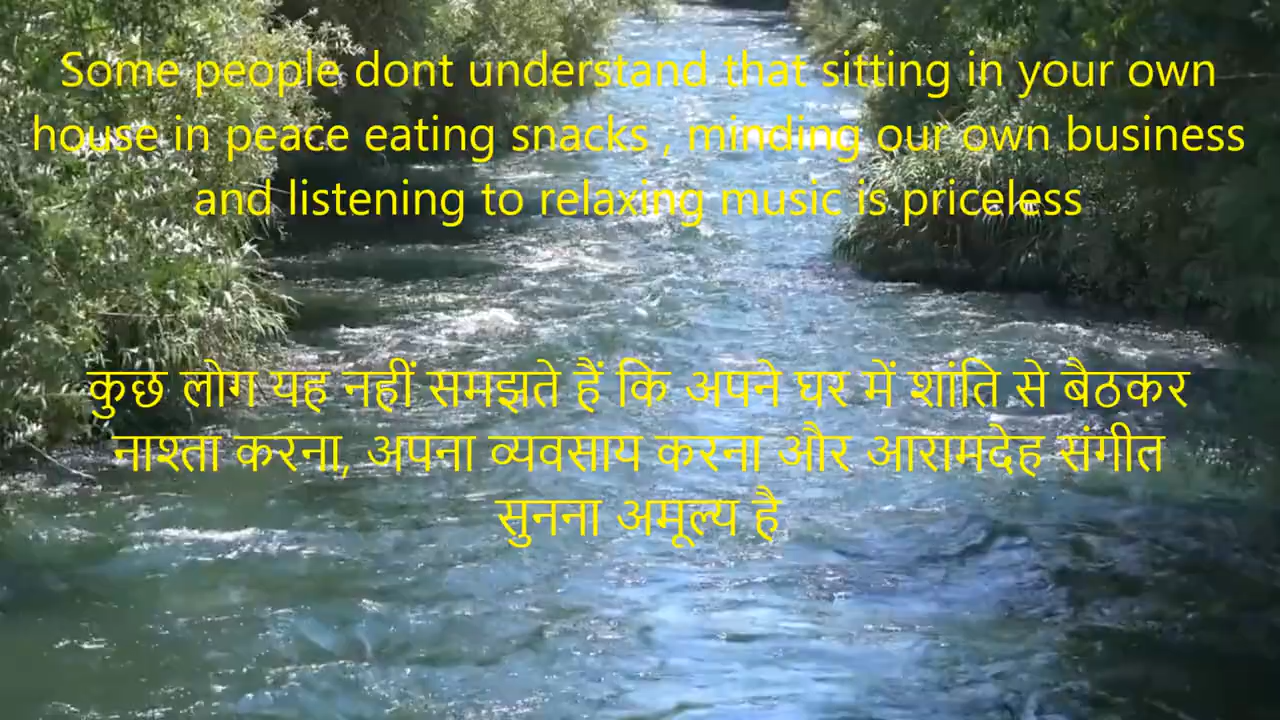 Some people dont understand that sitting in your own
house in peace eating snacks , minding our own business
and listening to relaxing music is priceless
कुछ लोग यह नहीं समझते हैं कि अपने घर में शांति से बैठकर
नाश्ता करना, अपना व्यवसाय करना और आरामदेह संगीत
सुनना अमूल्य है